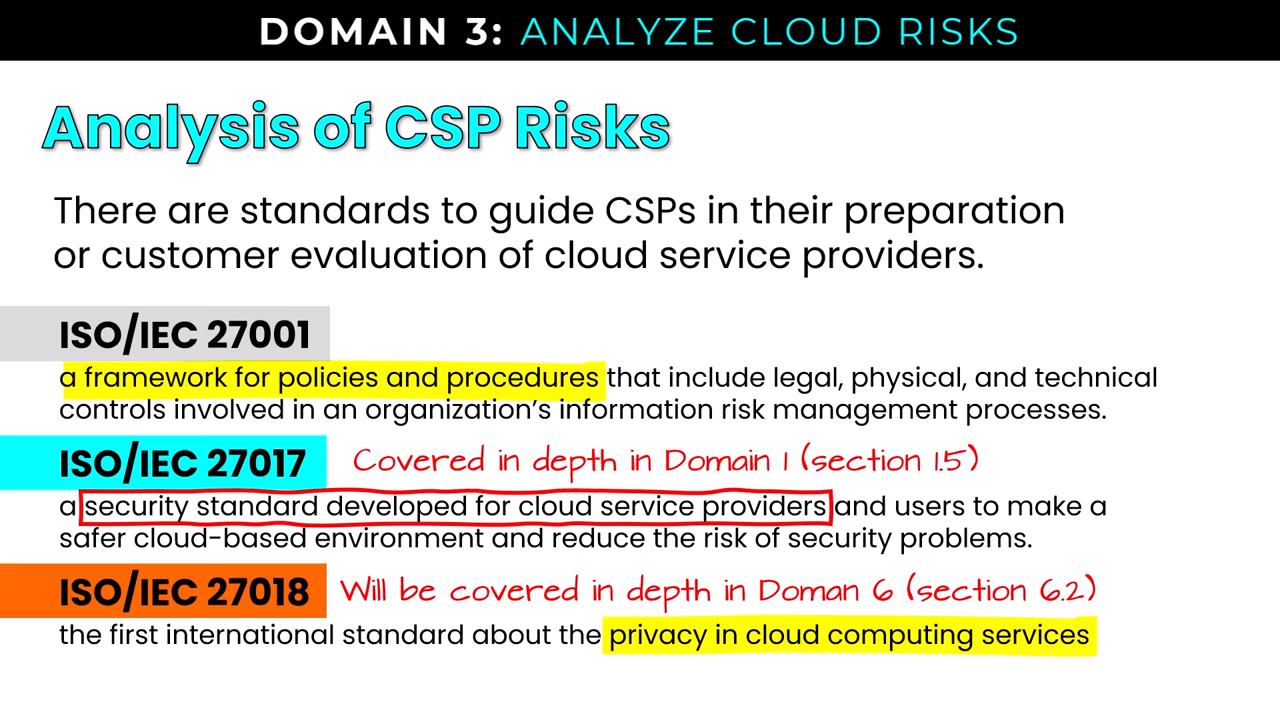 DOMAIN 3: ANALYZE CLOUD RISKS
Analysis of CSP Risks
There are standards to guide CSPs in their preparation
or customer evaluation of cloud service providers.
ISO/IEC 27001
a framework for policies and procedures that include legal, physical, and technical
controls involved in an organization’s information risk management processes.
ISO/IEC 27017 Covered in depth in Domain 1 (section 1.5)
a security standard developed for cloud service providers and users to make a
safer cloud-based environment and reduce the risk of security problems.
ISO/IEC 27018 Will be covered in depth in Doman 6 (section 6.2)
the first international standard about the privacy in cloud computing services